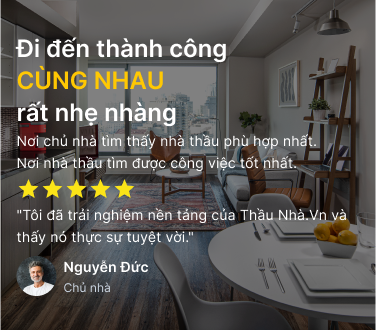 Đi đến thành công
CÙNG NHAU
rất nhẹ nhàng
Nơi chủ nhà tìm thấy nhà thầu phù hợp nhất.
Nơi nhà thầu tìm được công việc tốt nhất.
"Tôi đã trải nghiệm nền tảng của Thầu Nhà.Vn và
thấy nó thực sự tuyệt vời."
Nguyễn Đức
Chủ nhà